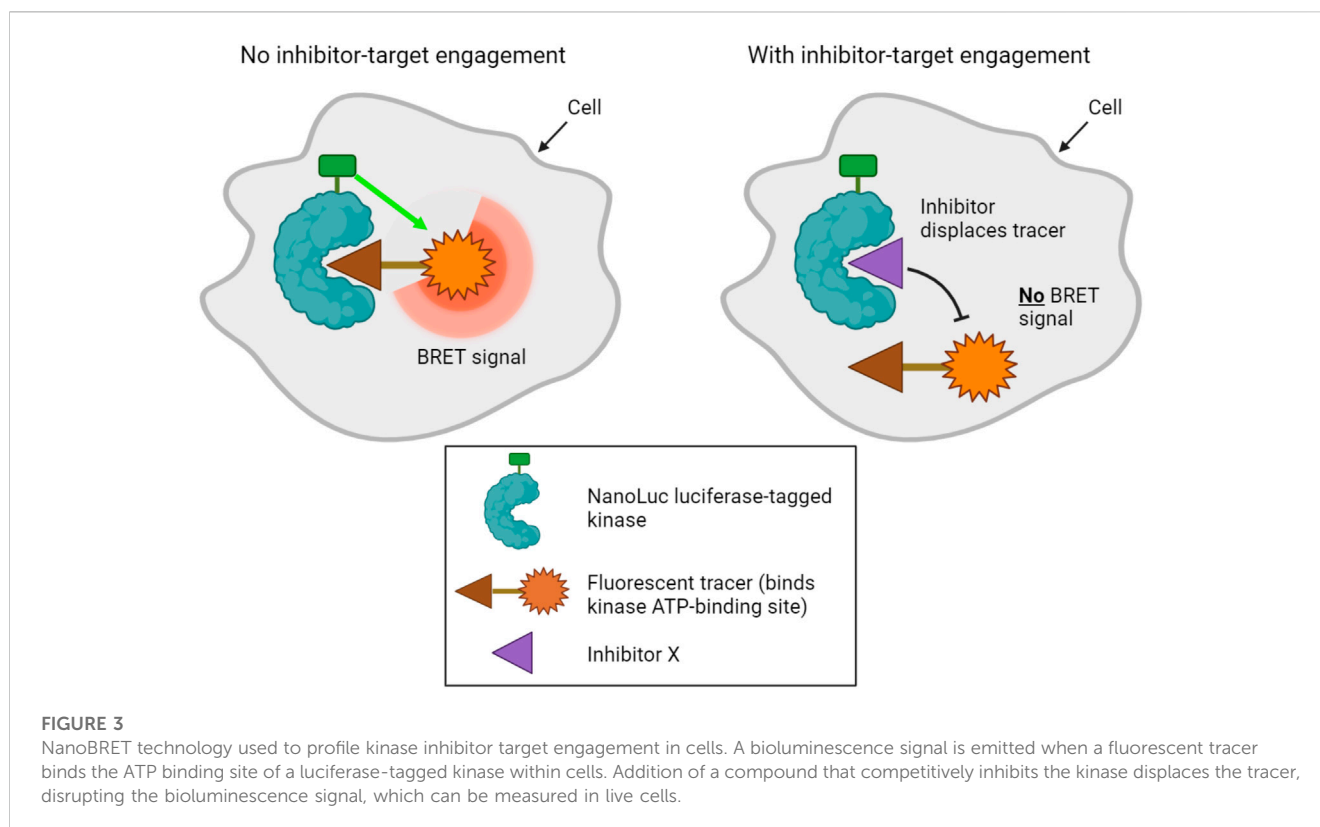 No inhibitor-target engagement
With inhibitor-target engagement
Cell
Cell
Inhibitor
displaces tracer
No BRET
signal
BRET signal
NanoLuc luciferase-tagged
kinase
Fluorescent tracer (binds
kinase ATP-binding site)
Inhibitor X
FIGURE 3
NanoBRET technology used to profile kinase inhibitor target engagement in cells. A bioluminescence signal is emitted when a fluorescent tracer
binds the ATP binding site of a luciferase-tagged kinase within cells. Addition of a compound that competitively inhibits the kinase displaces the tracer,
disrupting the bioluminescence signal, which can be measured in live cells.